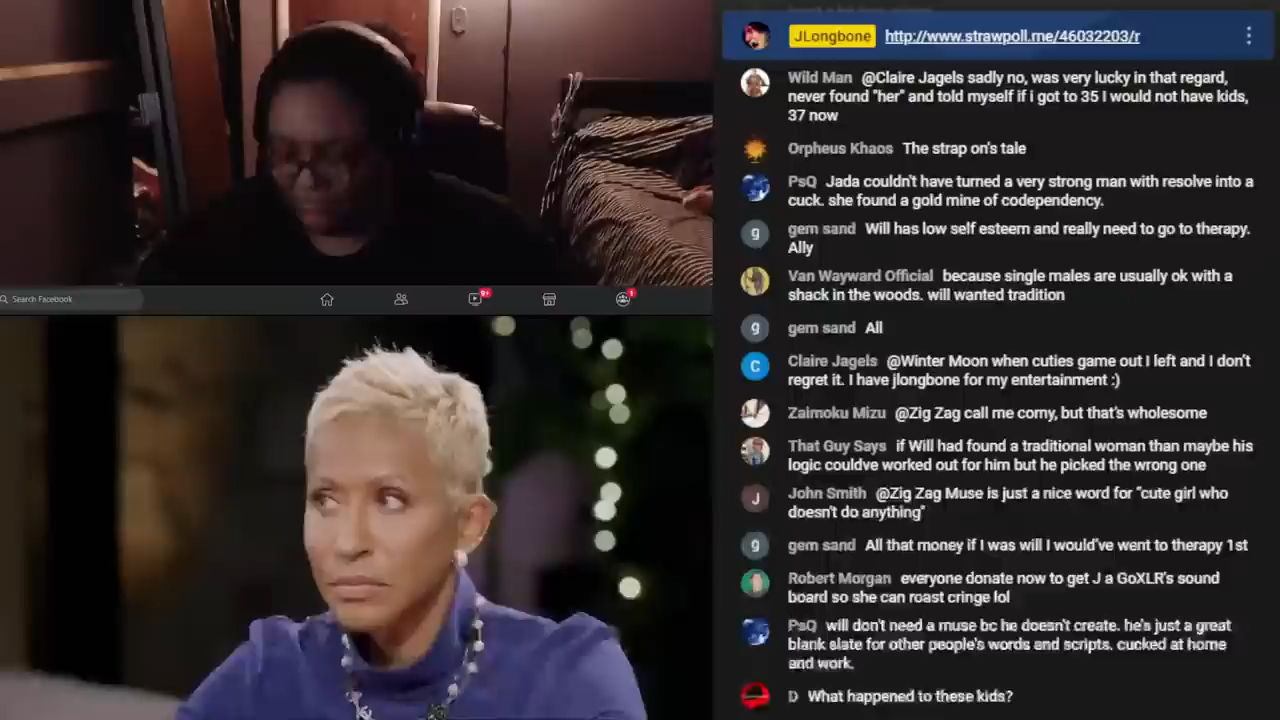 JLongbone http://www.strawpoll.me/46032203/r
Wild Man @Claire Jagels sadly no, was very lucky in that regard,
never found "her" and told myself if i got to 35 I would not have kids,
37 now
Orpheus Khaos The strap on's tale
PsQ Jada couldn't have turned a very strong man with resolve into a
cuck. she found a gold mine of codependency.
g gem sand Will has low self esteem and really need to go to therapy.
Ally
Van Wayward Official because single males are usually ok with a
shack in the woods. will wanted tradition
g gem sand All
C Claire Jagels @Winter Moon when cuties game out I left and I don't
regret it. I have jlongbone for my entertainment :)
Zaimoku Mizu @Zig Zag call me corny, but that's wholesome
That Guy Says if Will had found a traditional woman than maybe his
logic couldve worked out for him but he picked the wrong one
J John Smith @Zig Zag Muse is just a nice word for "cute girl who
doesn't do anything"
g gem sand All that money if I was will I would've went to therapy 1st
Robert Morgan everyone donate now to get J a GoXLR's sound
board so she can roast cringe lol
PsQ will don't need a muse bc he doesn't create. he's just a great
blank slate for other people's words and scripts. cucked at home
and work.
D What happened to these kids?
Search Facebook
9+
1